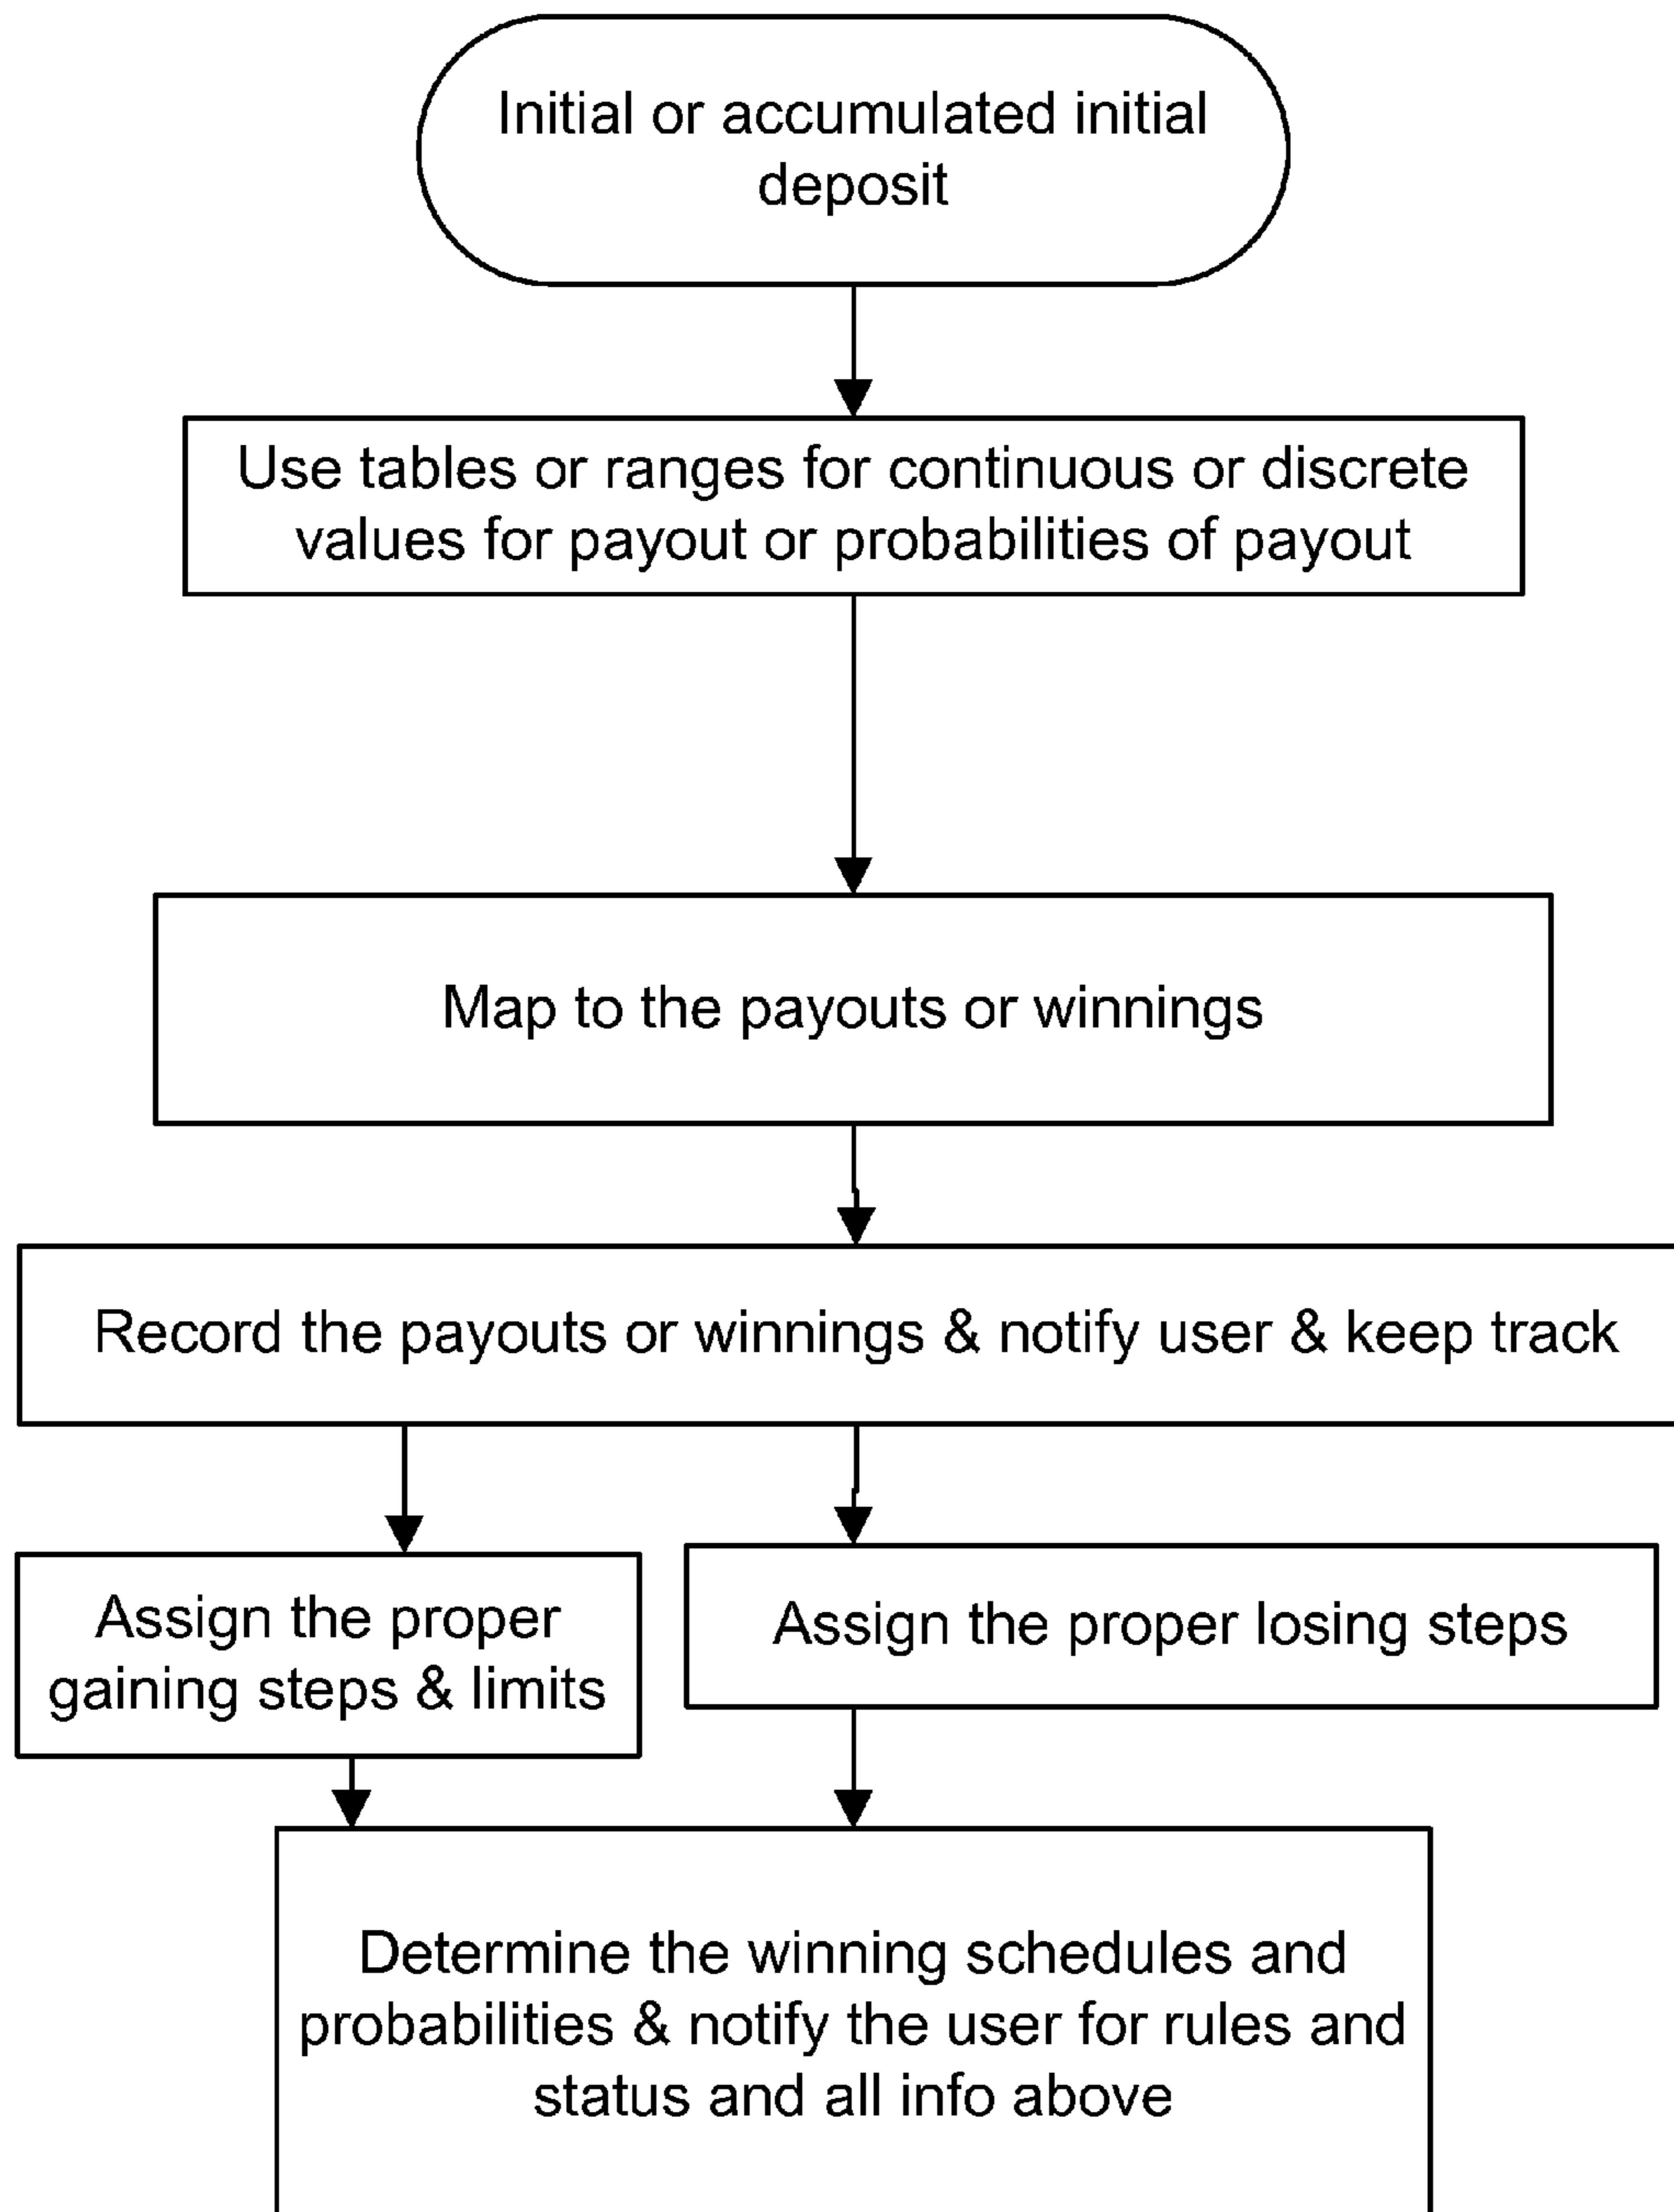 Initial or accumulated initial
deposit
Use tables or ranges for continuous or discrete
values for payout or probabilities of payout
Map to the payouts or winnings
Record the payouts or winnings & notify user & keep track
Assign the proper
gaining steps & limits
Assign the proper losing steps
Determine the winning schedules and
probabilities & notify the user for rules and
status and all info above